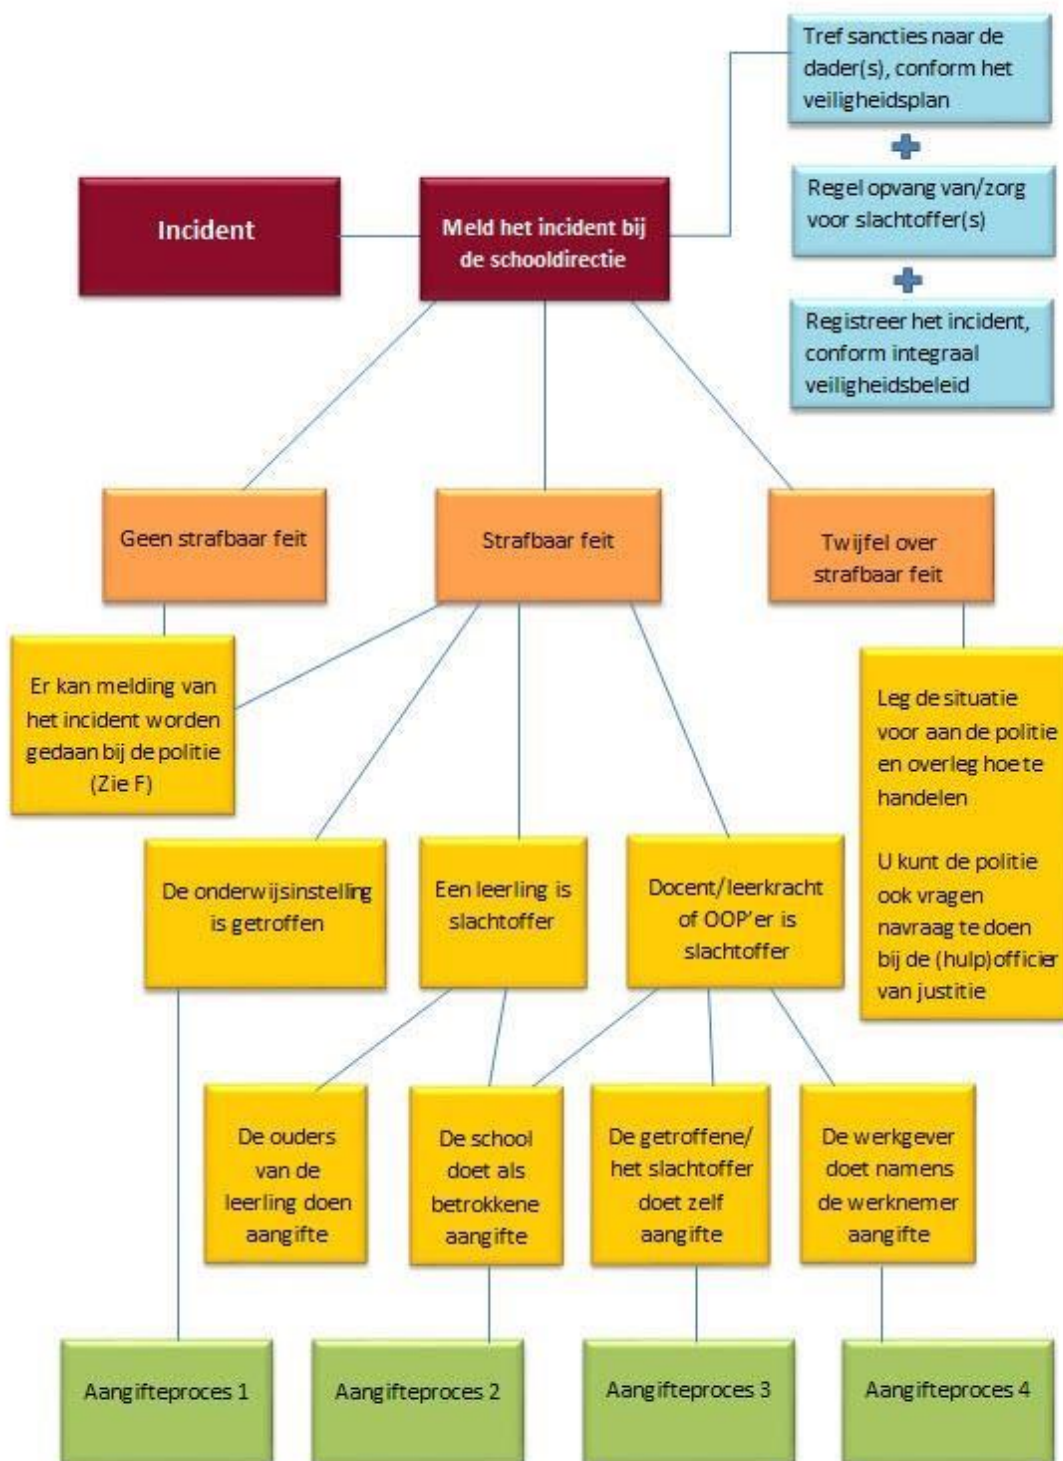 Tref sancties naar de
dader(s), conform het
veiligheidsplan
Regel opvang van/zorg
voor slachtoffer(s)
Registreer het incident,
conform integraal
veiligheidsbeleid
Incident
Meld het incident bij
de schooldirectie
Geen strafbaar feit
Strafbaar feit
Twijfel over
strafbaar feit
Er kan melding van
het incident worden
gedaan bij de politie
(Zie F)
Leg de situatie
voor aan de politie
en overleg hoe te
handelen
U kunt de politie
ook vragen
navraag te doen
bij de (hulp)officier
van justitie
De onderwijsinstelling
is getroffen
Een leerling is
slachtoffer
Docent/leerkracht
of OOP'er is
slachtoffer
De ouders
van de
leerling doen
aangifte
De school
doet als
betrokkene
aangifte
De getroffene/
het slachtoffer
doet zelf
aangifte
De werkgever
doet namens
de werknemer
aangifte
Aangifteproces 1
Aangifteproces 2
Aangifteproces 3
Aangifteproces 4